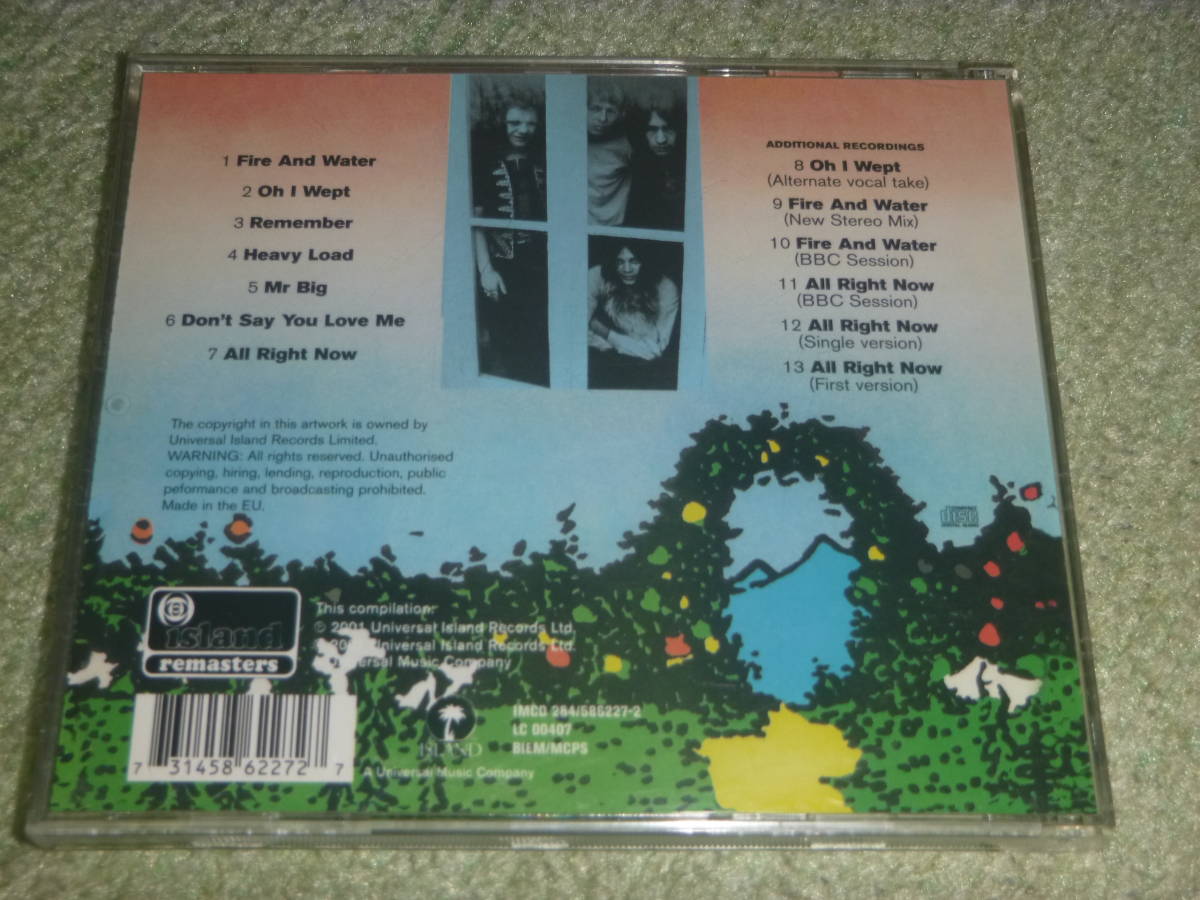 1 Fire And Water
2 Oh I Wept
3 Remember
4 Heavy Load
5 Mr Big
6 Don't Say You Love Me
7 All Right Now
ADDITIONAL RECORDINGS
8 Oh I Wept
(Alternate vocal take)
9 Fire And Water
(New Stereo Mix)
10 Fire And Water
(BBC Session)
11 All Right Now
(BBC Session)
12 All Right Now
(Single version)
13 All Right Now
(First version)
The copyright in this artwork is owned by
Universal Island Records Limited.
WARNING: All rights reserved. Unauthorised
copying, hiring, lending, reproduction, public
peformance and broadcasting prohibited.
Made in the EU.
COMPACT
disc
DIGITAL AUDIO
island
remasters
This compilation:
© 2001 Universal Island Records Ltd.
Universal Island Records Ltd.
Universal Music Company
IMCD 284/586227-2
LC 00407
BIEM/MCPS
ISLAND
A Universal Music Company
7 31458 62272 7